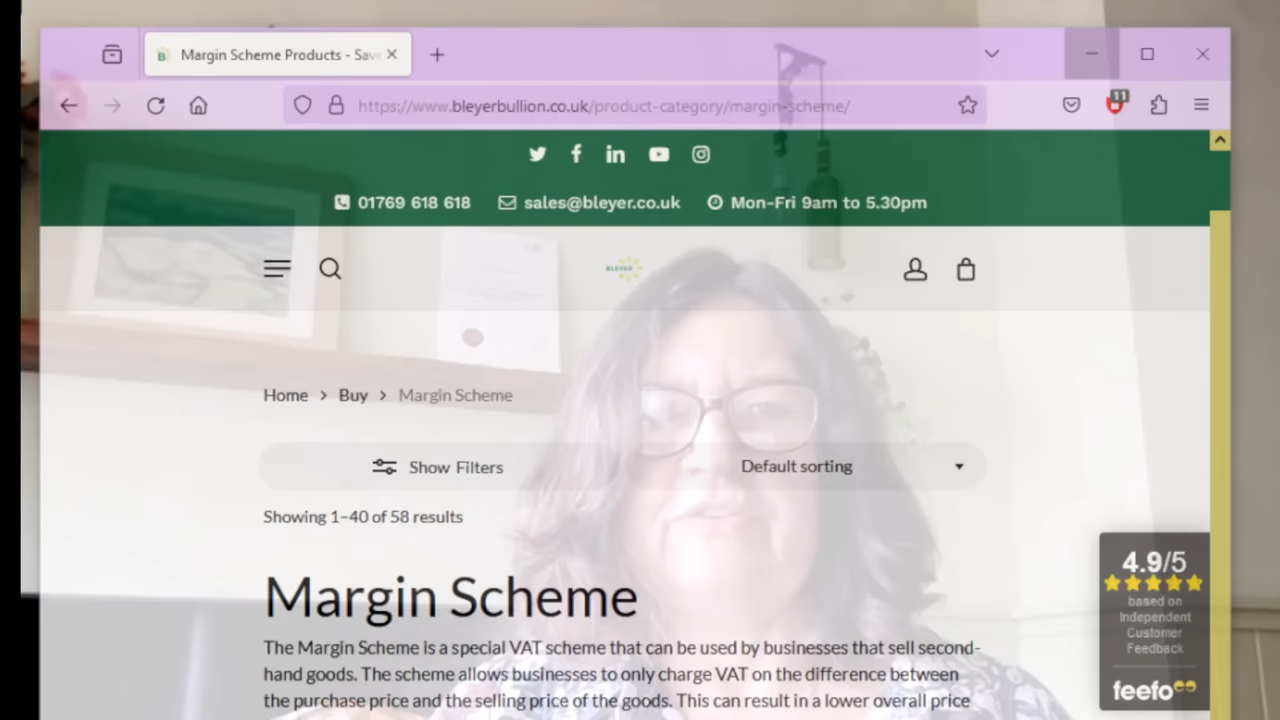 Margin Scheme Products - Save
https://www.bleyerbullion.co.uk/product-category/margin-scheme/
11
01769 618 618 sales@bleyer.co.uk Mon-Fri 9am to 5.30pm
BLEYER
Home > Buy > Margin Scheme
Show Filters Default sorting
Showing 1–40 of 58 results
Margin Scheme
The Margin Scheme is a special VAT scheme that can be used by businesses that sell second-
hand goods. The scheme allows businesses to only charge VAT on the difference between
the purchase price and the selling price of the goods. This can result in a lower overall price
4.9/5
based on
Independent
Customer
Feedback
feefo